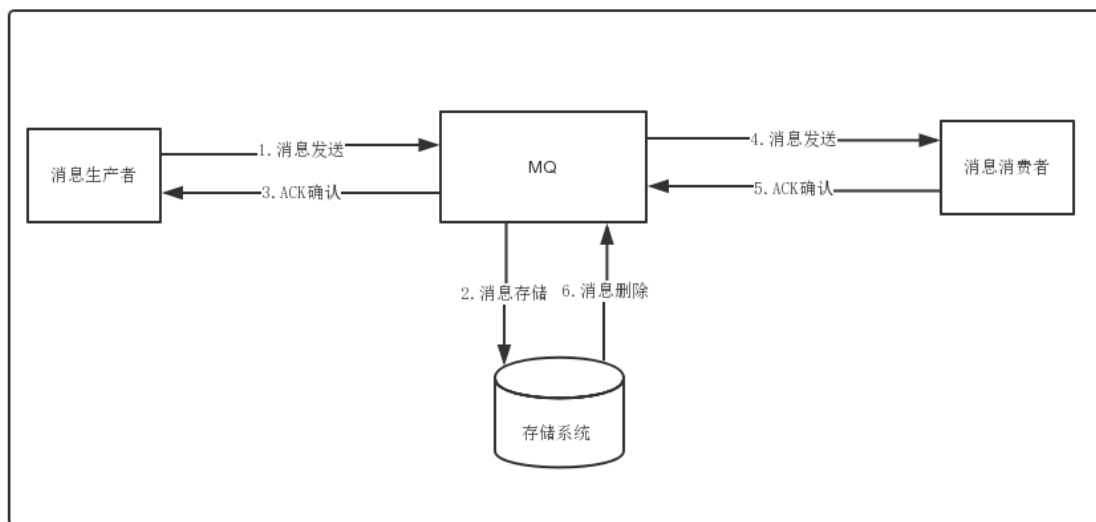 1.消息发送
4.消息发送
消息生产者
MQ
消息消费者
3.ACK确认
5.ACK确认
2.消息存储
6.消息删除
存储系统